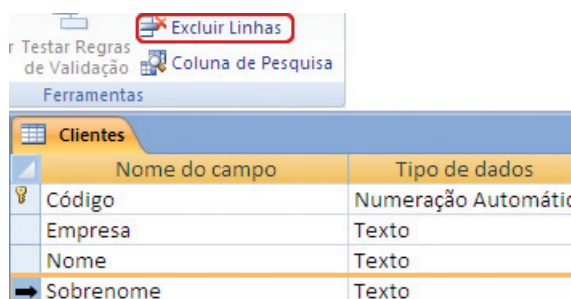 Excluir Linhas
r Testar Regras
de Validação
Coluna de Pesquisa
Ferramentas
Clientes
Nome do campo Tipo de dados
Código Numeração Automátic
Empresa Texto
Nome Texto
Sobrenome Texto